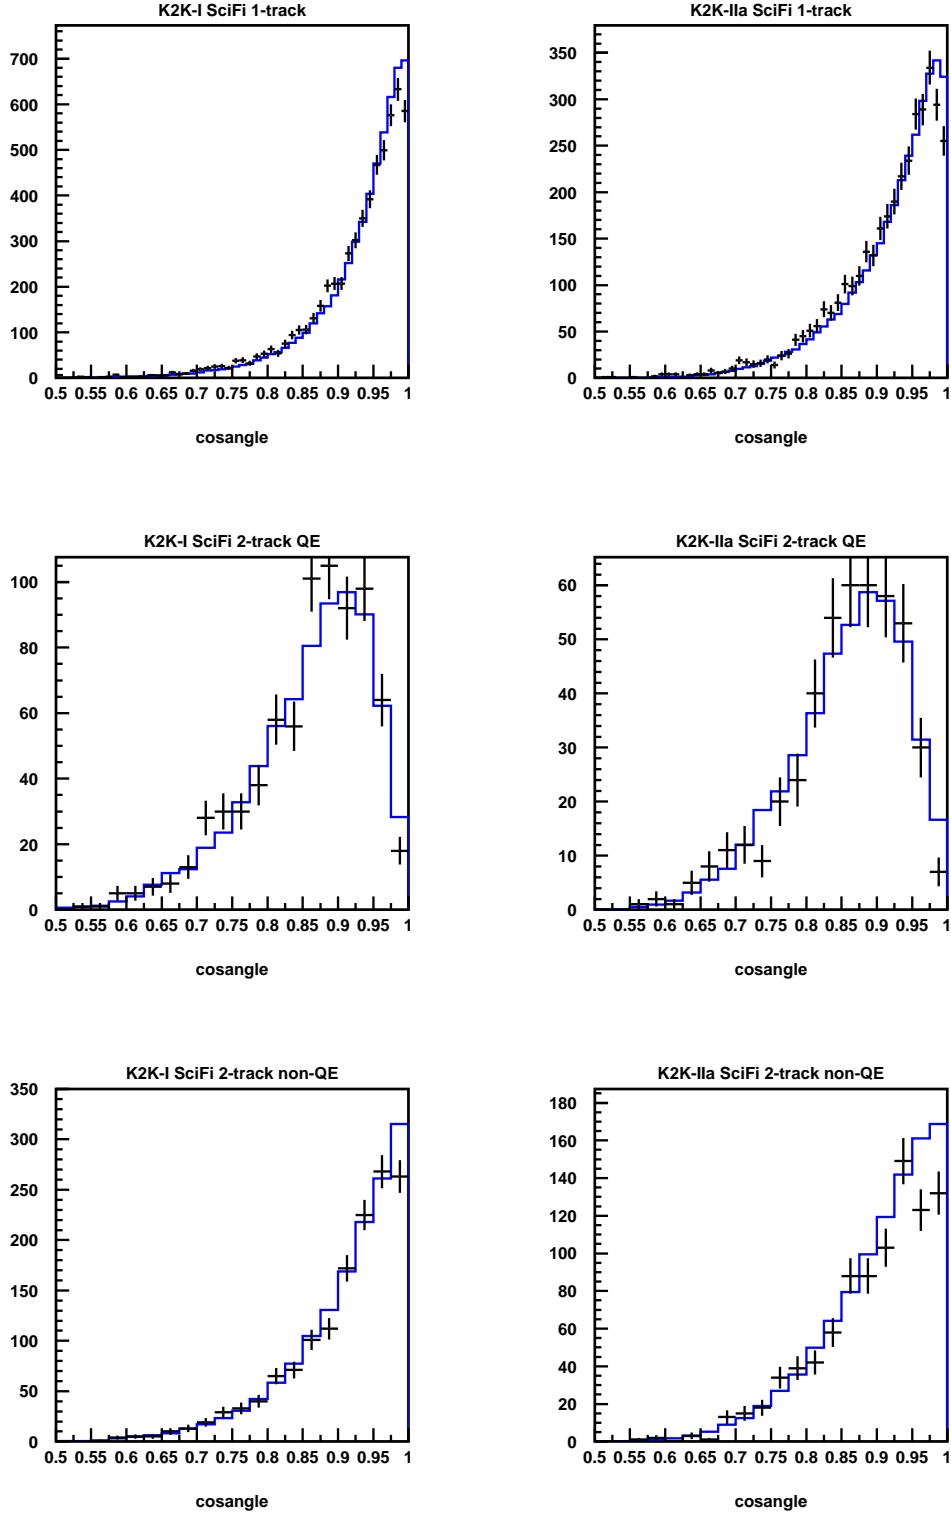 K2K-I SciFi 1-track
700
600
500
400
300
200
100
0
0.5 0.55 0.6 0.65 0.7 0.75 0.8 0.85 0.9 0.95 1
cosangle
K2K-IIa SciFi 1-track
350
300
250
200
150
100
50
0
0.5 0.55 0.6 0.65 0.7 0.75 0.8 0.85 0.9 0.95 1
cosangle
K2K-I SciFi 2-track QE
100
80
60
40
20
0
0.5 0.55 0.6 0.65 0.7 0.75 0.8 0.85 0.9 0.95 1
cosangle
K2K-IIa SciFi 2-track QE
60
50
40
30
20
10
0
0.5 0.55 0.6 0.65 0.7 0.75 0.8 0.85 0.9 0.95 1
cosangle
K2K-I SciFi 2-track non-QE
350
300
250
200
150
100
50
0
0.5 0.55 0.6 0.65 0.7 0.75 0.8 0.85 0.9 0.95 1
cosangle
K2K-IIa SciFi 2-track non-QE
180
160
140
120
100
80
60
40
20
0
0.5 0.55 0.6 0.65 0.7 0.75 0.8 0.85 0.9 0.95 1
cosangle